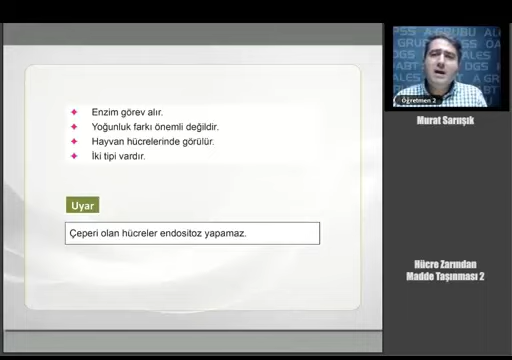 Enzim görev alır.
Yoğunluk farkı önemli değildir.
Hayvan hücrelerinde görülür.
İki tipi vardır.
Uyar
Çeperi olan hücreler endositoz yapamaz.
Öğretmen 2
Murat Sarıışık
Hücre Zarından
Madde Taşınması 2